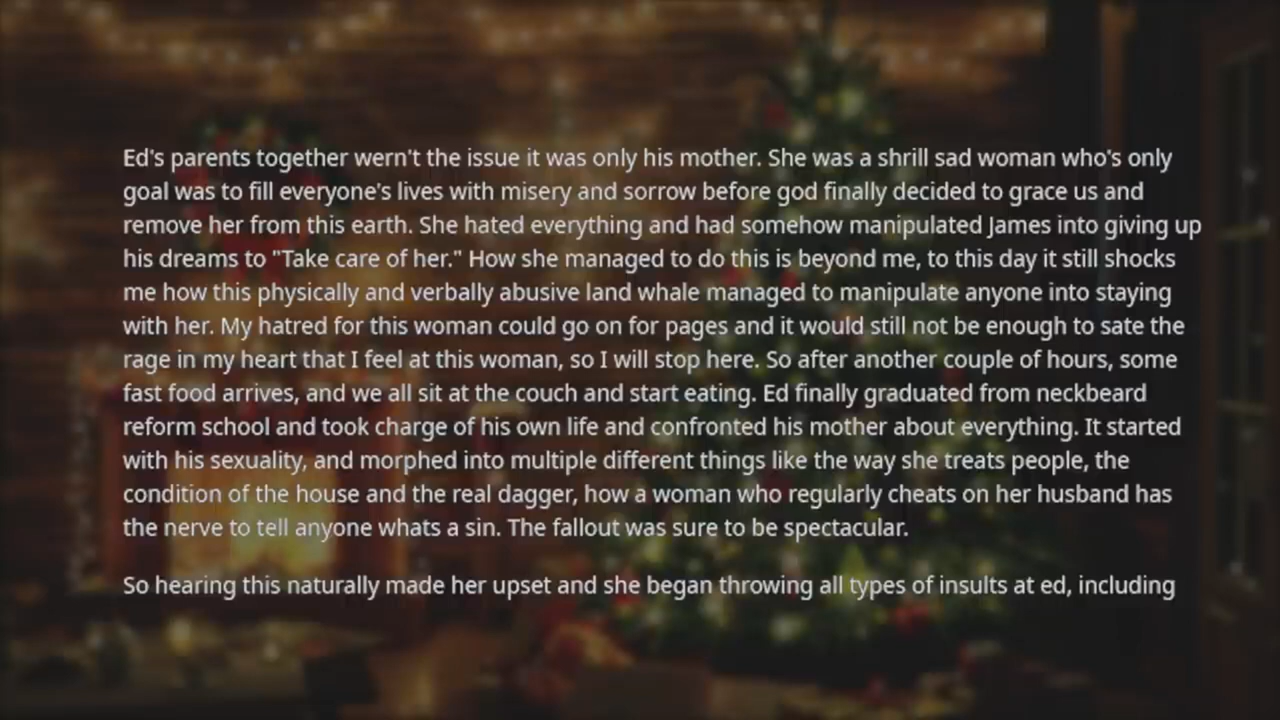 Ed's parents together wern't the issue it was only his mother. She was a shrill sad woman who's only
goal was to fill everyone's lives with misery and sorrow before god finally decided to grace us and
remove her from this earth. She hated everything and had somehow manipulated James into giving up
his dreams to "Take care of her." How she managed to do this is beyond me, to this day it still shocks
me how this physically and verbally abusive land whale managed to manipulate anyone into staying
with her. My hatred for this woman could go on for pages and it would still not be enough to sate the
rage in my heart that I feel at this woman, so I will stop here. So after another couple of hours, some
fast food arrives, and we all sit at the couch and start eating. Ed finally graduated from neckbeard
reform school and took charge of his own life and confronted his mother about everything. It started
with his sexuality, and morphed into multiple different things like the way she treats people, the
condition of the house and the real dagger, how a woman who regularly cheats on her husband has
the nerve to tell anyone whats a sin. The fallout was sure to be spectacular.
So hearing this naturally made her upset and she began throwing all types of insults at ed, including